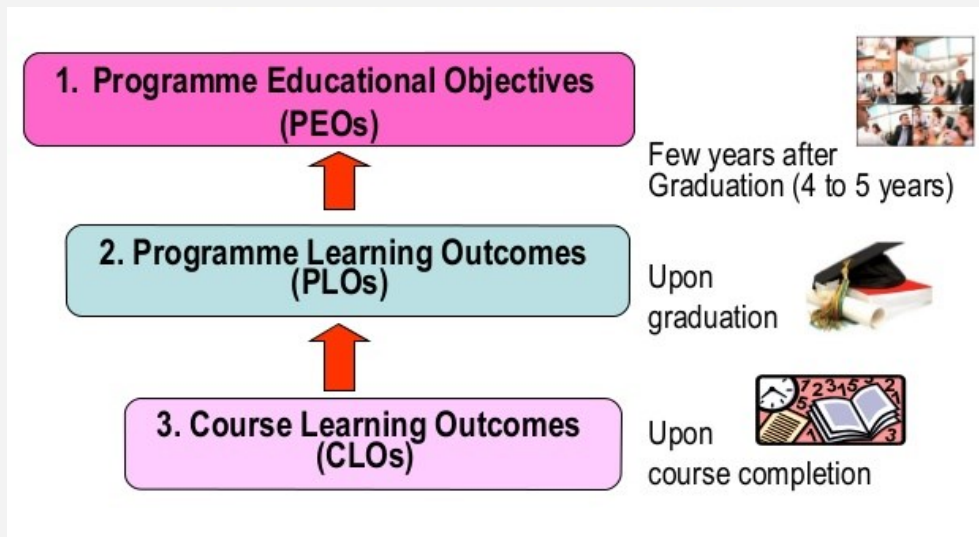 1. Programme Educational Objectives
(PEOs)
Few years after
Graduation (4 to 5 years)
2. Programme Learning Outcomes
(PLOs)
Upon
graduation
3. Course Learning Outcomes
(CLOs)
Upon
course completion